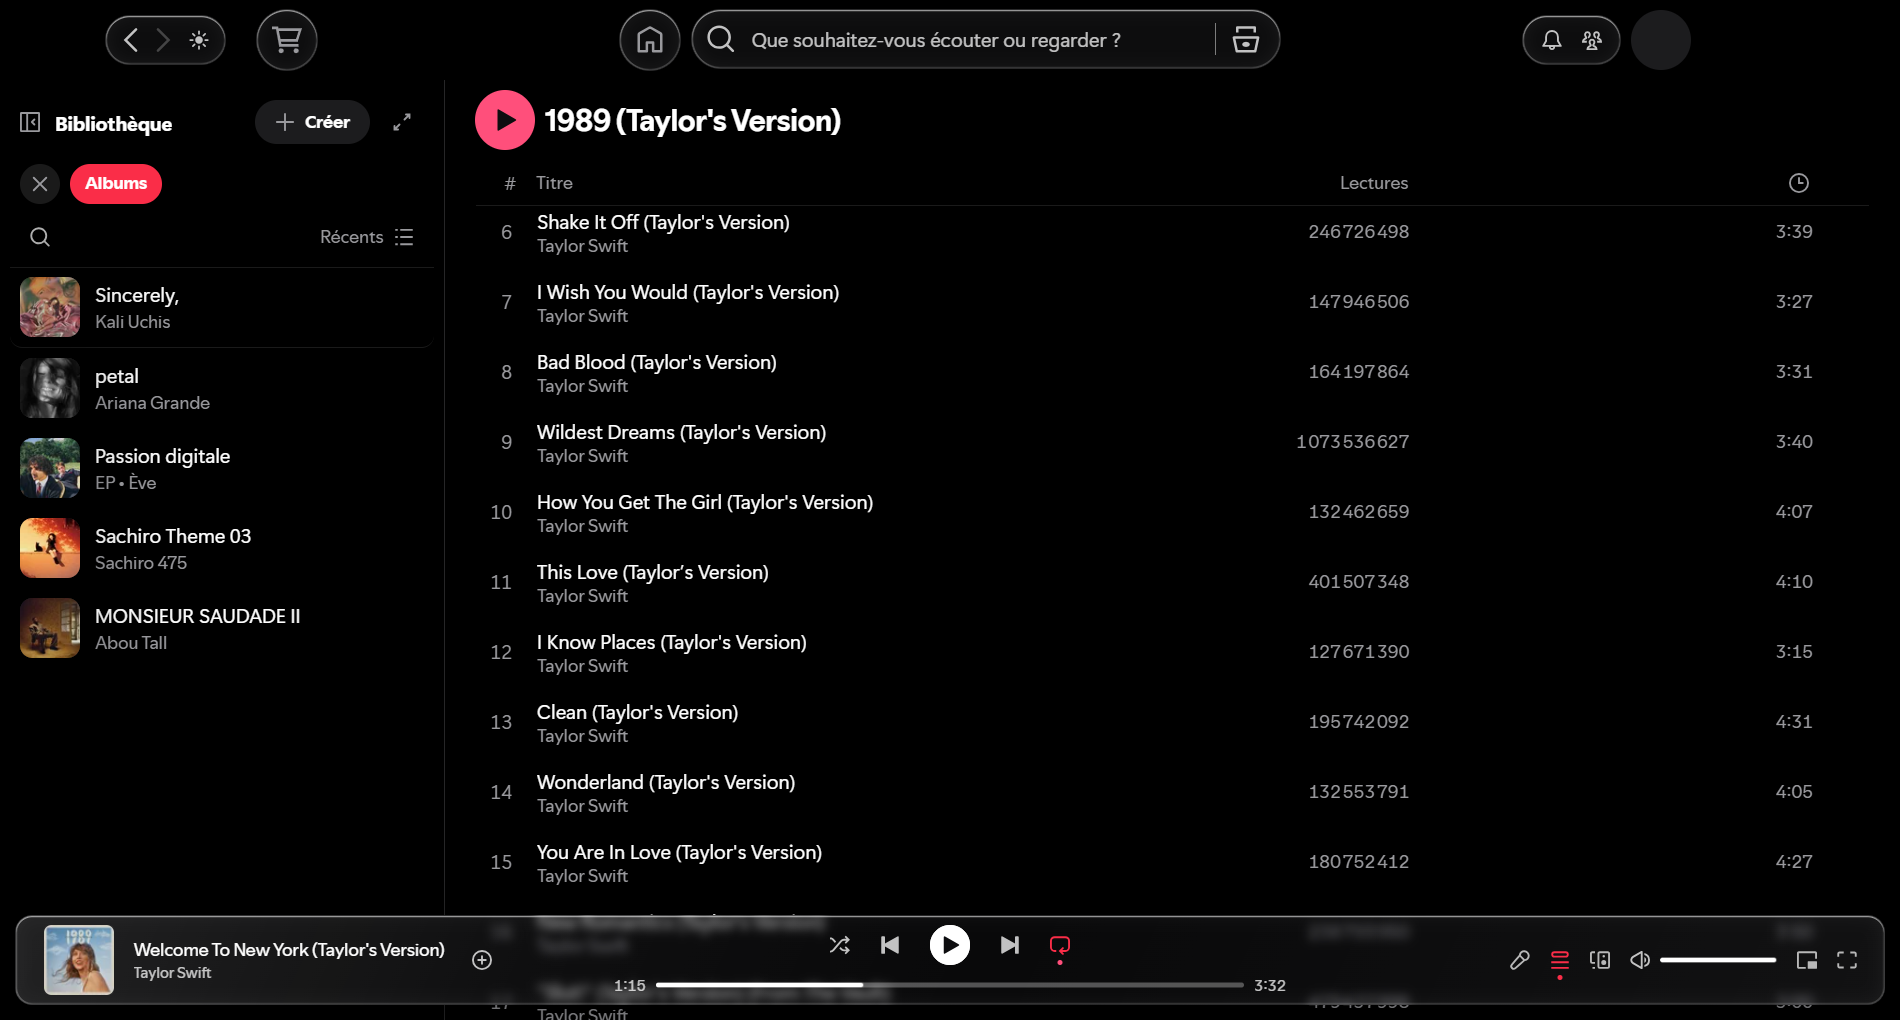 Que souhaitez-vous écouter ou regarder ?
Bibliothèque
Créer
Albums
Récents
Sincerely,
Kali Uchis
petal
Ariana Grande
Passion digitale
EP • Ève
Sachiro Theme 03
Sachiro 475
MONSIEUR SAUDADE II
Abou Tall
1989 (Taylor's Version)
# Titre Lectures
6 Shake It Off (Taylor's Version) 246726498 3:39
Taylor Swift
7 I Wish You Would (Taylor's Version) 147946506 3:27
Taylor Swift
8 Bad Blood (Taylor's Version) 164197864 3:31
Taylor Swift
9 Wildest Dreams (Taylor's Version) 1073536627 3:40
Taylor Swift
10 How You Get The Girl (Taylor's Version) 132462659 4:07
Taylor Swift
11 This Love (Taylor’s Version) 401507348 4:10
Taylor Swift
12 I Know Places (Taylor's Version) 127671390 3:15
Taylor Swift
13 Clean (Taylor's Version) 195742092 4:31
Taylor Swift
14 Wonderland (Taylor's Version) 132553791 4:05
Taylor Swift
15 You Are In Love (Taylor's Version) 180752412 4:27
Taylor Swift
17
Taylor Swift
Welcome To New York (Taylor's Version)
Taylor Swift
1:15
3:32